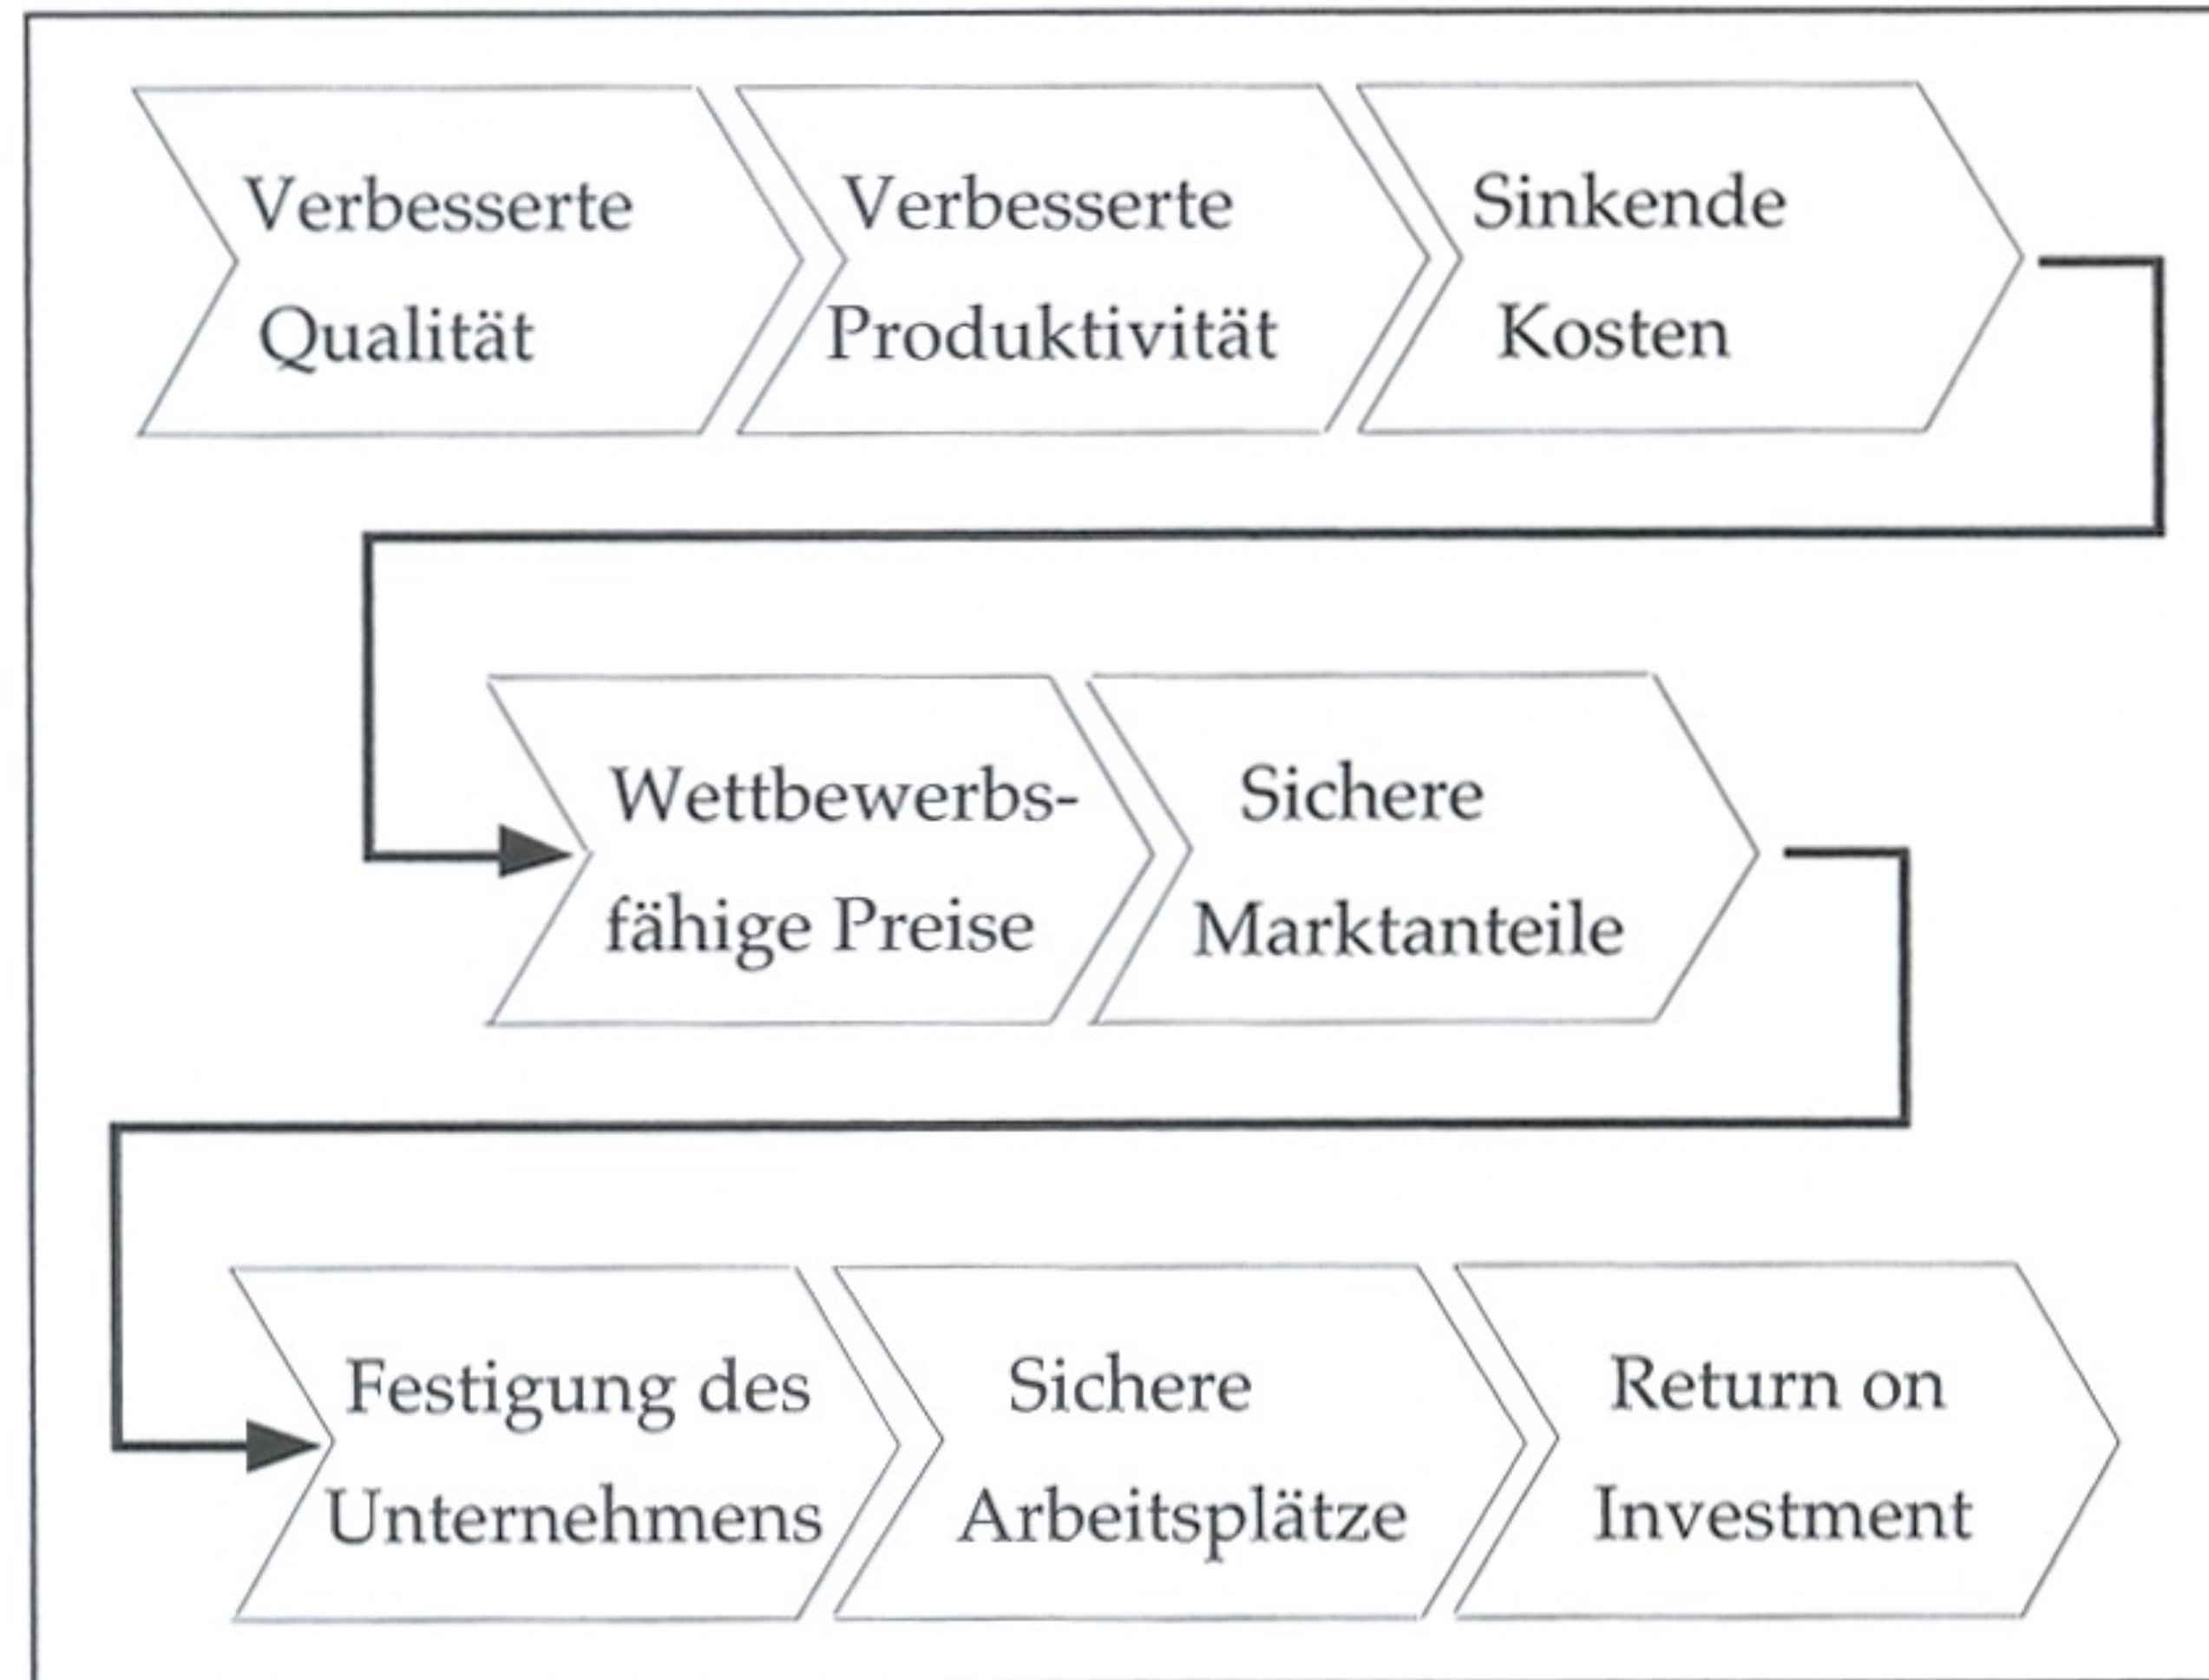 Verbesserte
Qualität
Verbesserte
Produktivität
Sinkende
Kosten
Wettbewerbs-
fähige Preise
Sichere
Marktanteile
Festigung des
Unternehmens
Sichere
Arbeitsplätze
Return on
Investment